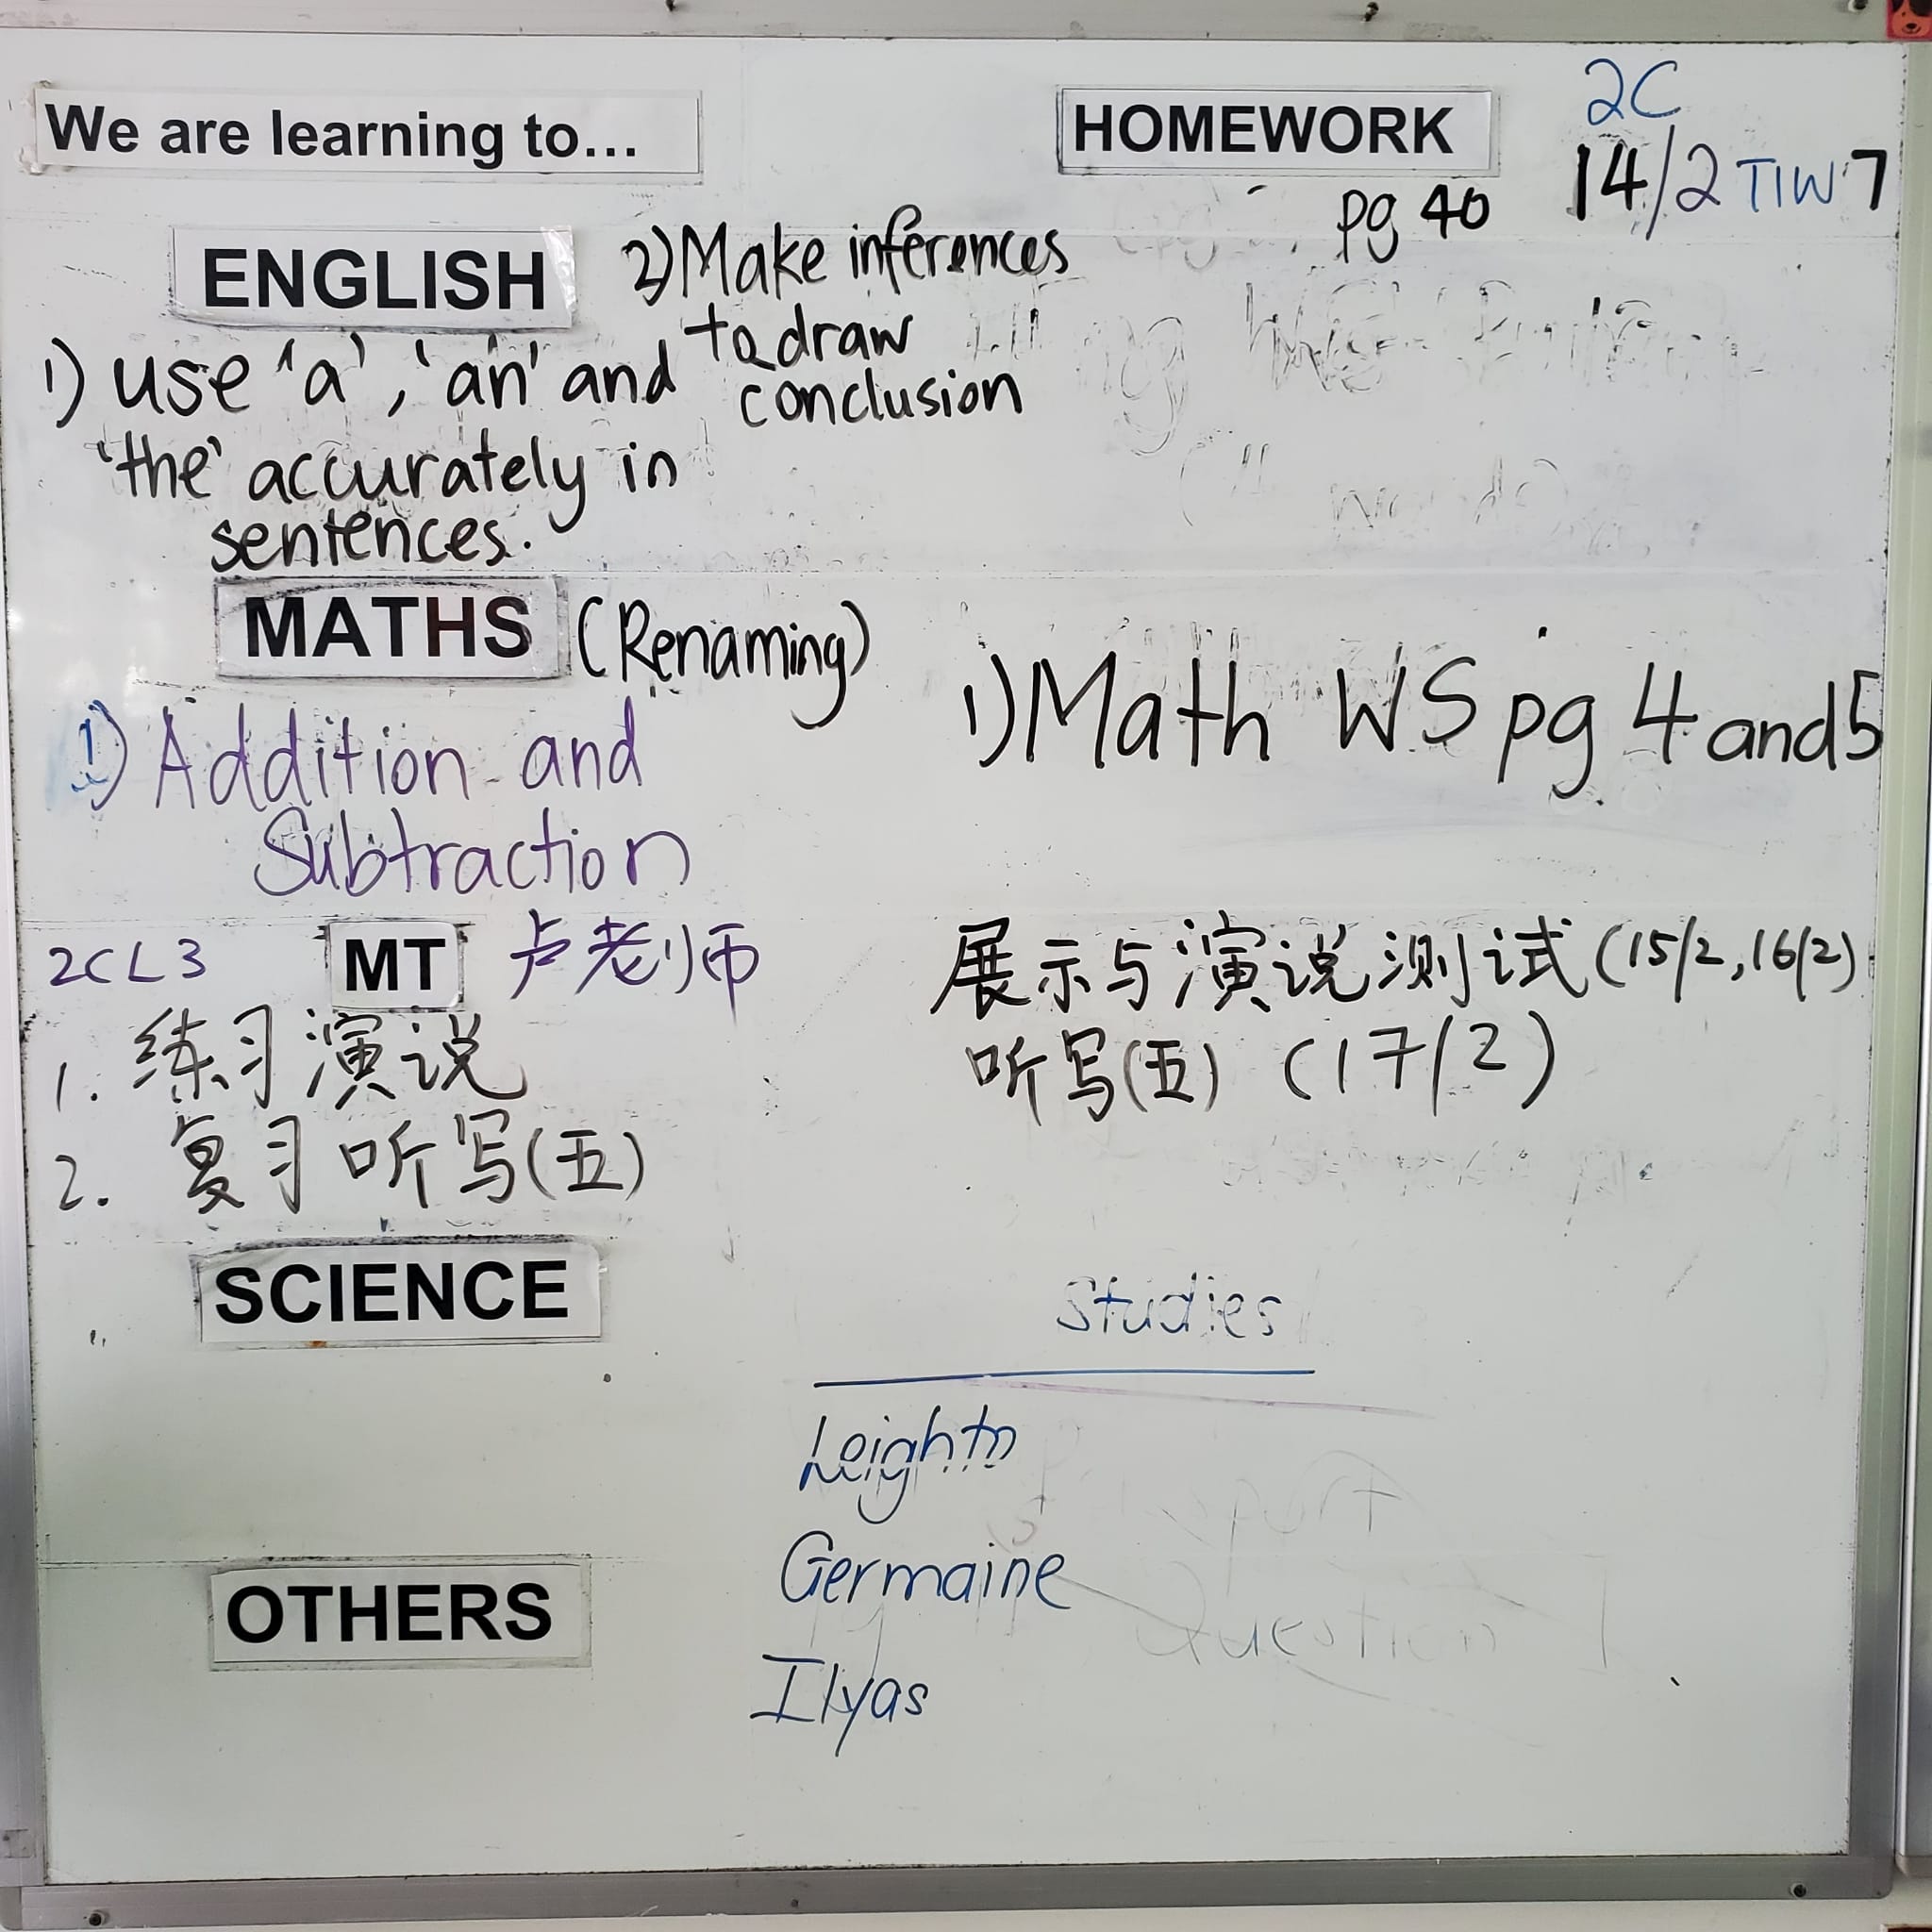 We are learning to...
HOMEWORK
2C
14/2 T1W7
pg 40
ENGLISH
1) use 'a', 'an' and
'the' accurately in
sentences.
2) Make inferences
to draw
conclusion
MATHS (Renaming)
1) Addition and
Subtraction
1) Math WS pg 4 and 5
2CL3 MT 卢老师
1. 练习演说
2. 复习听写(五)
展示与演说测试(15/2, 16/2)
听写(五) (17/2)
SCIENCE
Studies
Germaine
Question 1
OTHERS
Ilyas